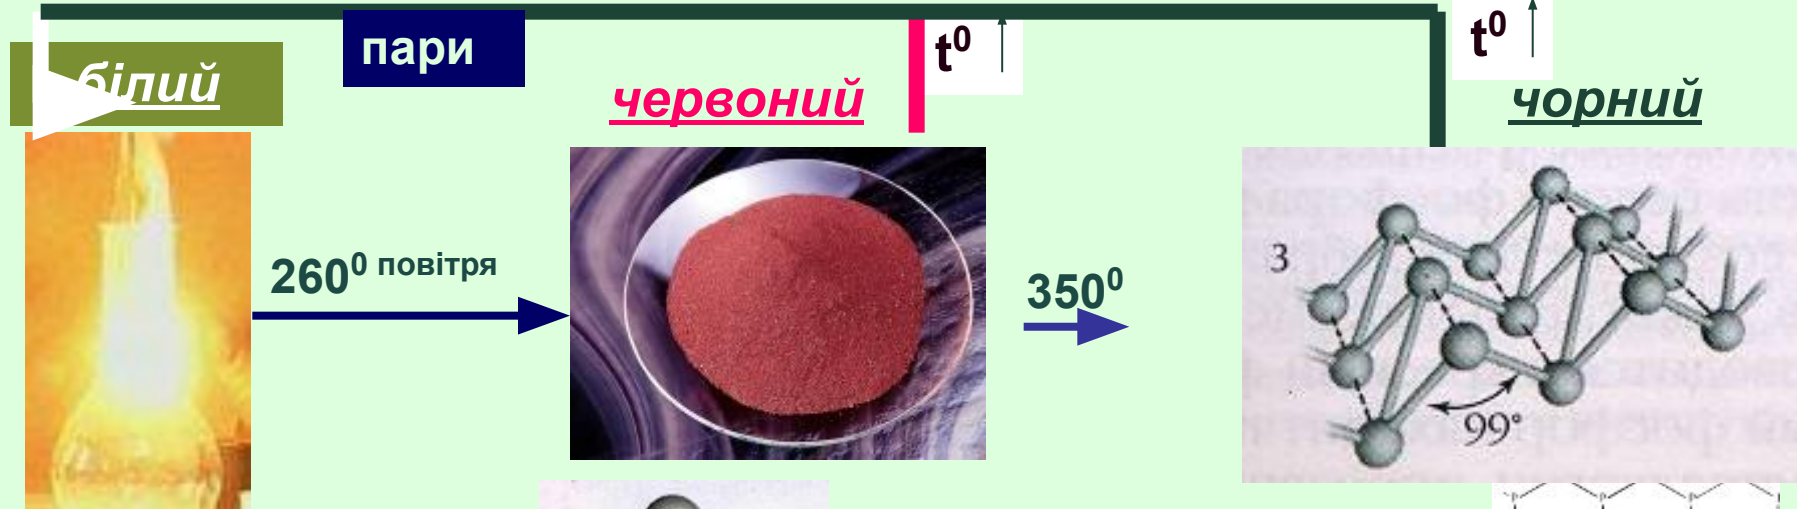 пари
t⁰
t⁰
білий
червоний
чорний
260⁰ повітря
350⁰
3
99°
P
P
P